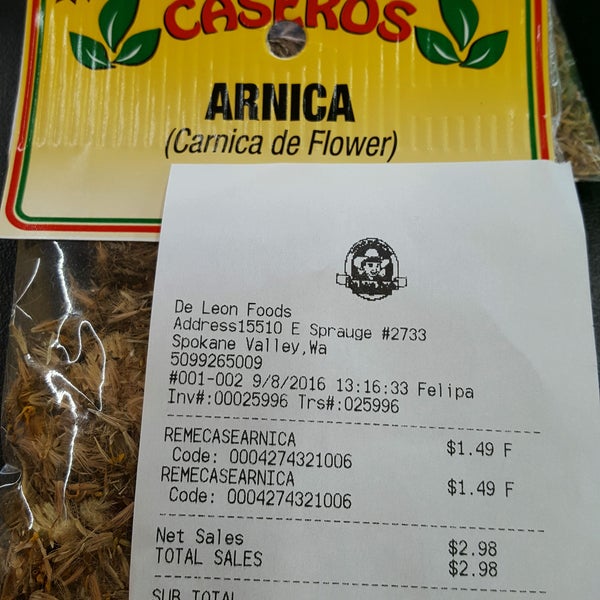 CASEROS
ARNICA
(Carnica de Flower)
De Leon Foods
Address15510 E Sprauge #2733
Spokane Valley,Wa
5099265009
#001-002 9/8/2016 13:16:33 Felipa
Inv#:00025996 Trs#:025996
REMECASEARNICA $1.49 F
Code: 0004274321006
REMECASEARNICA $1.49 F
Code: 0004274321006
Net Sales $2.98
TOTAL SALES $2.98
SUB TOTAL